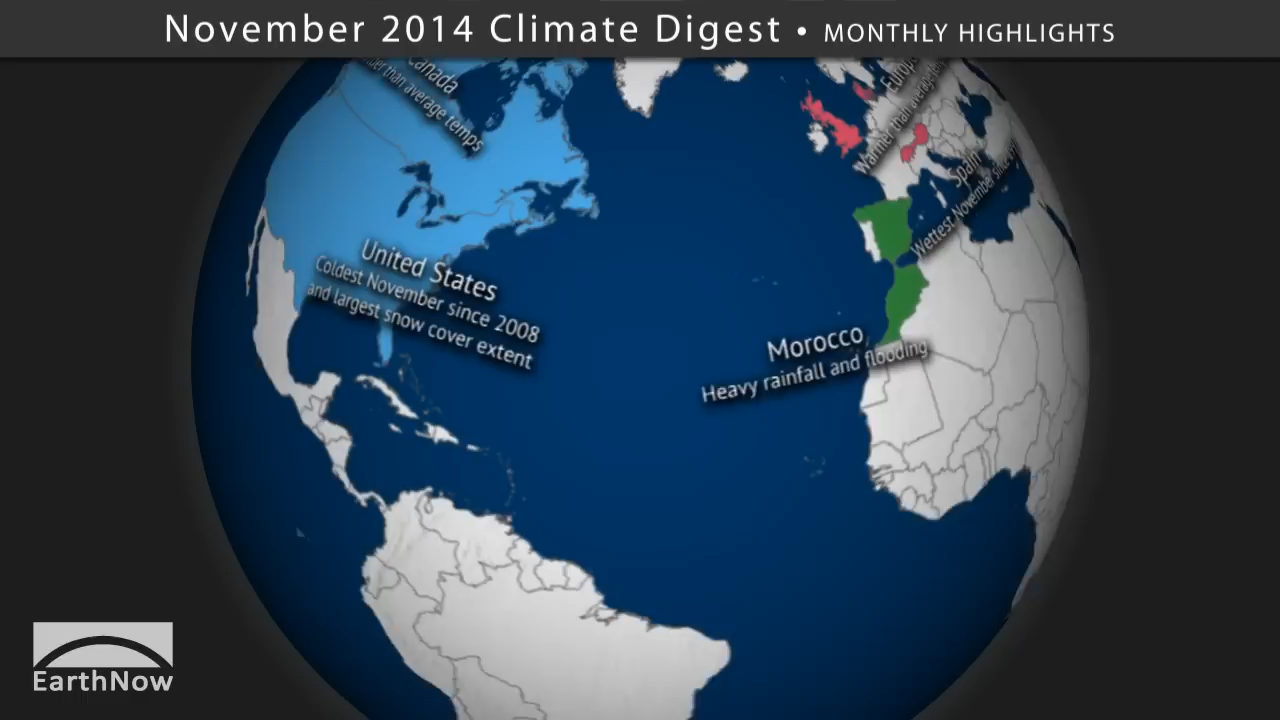 November 2014 Climate Digest • MONTHLY HIGHLIGHTS
Canada
than average temps
Europe
Warmer than average
Spain
Wettest November since
United States
Coldest November since 2008
and largest snow cover extent
Morocco
Heavy rainfall and flooding
EarthNow